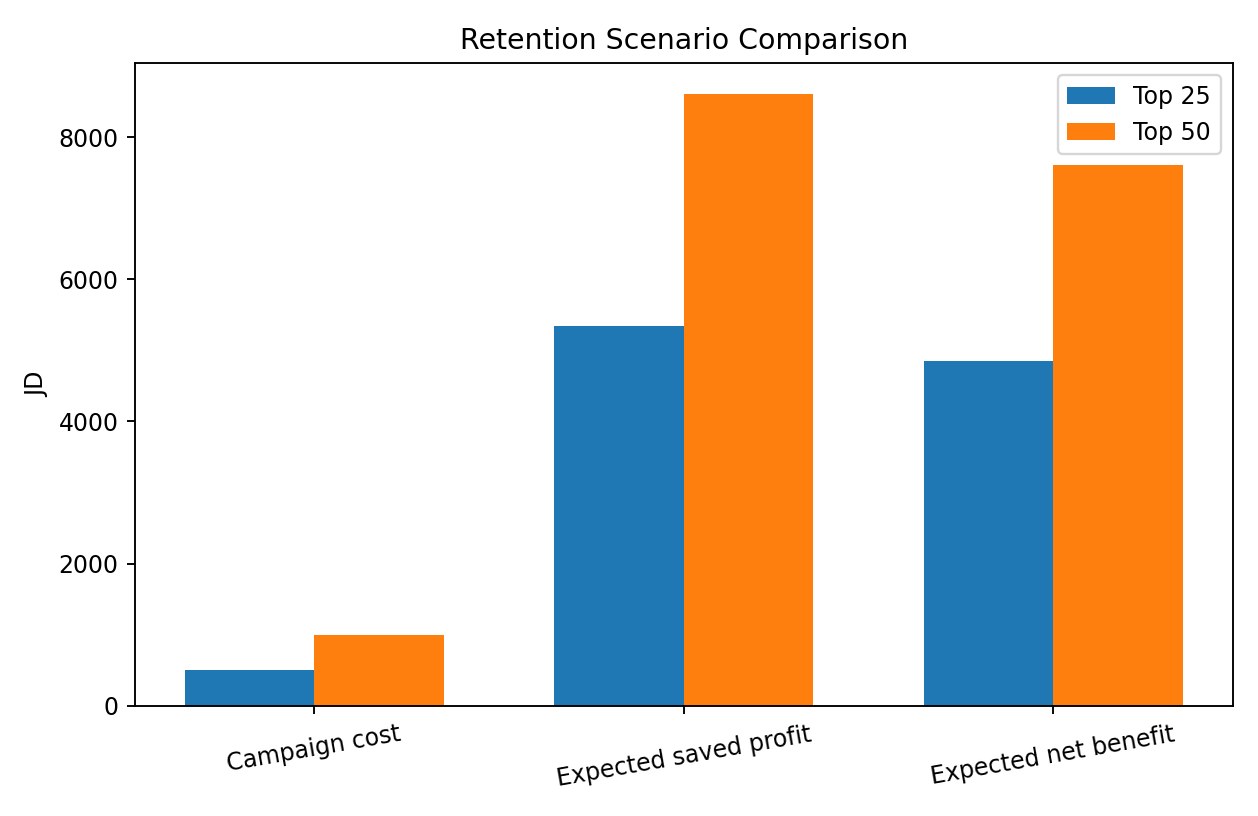 Retention Scenario Comparison
Top 25
Top 50
8000
6000
4000
2000
0
JD
Campaign cost
Expected saved profit
Expected net benefit